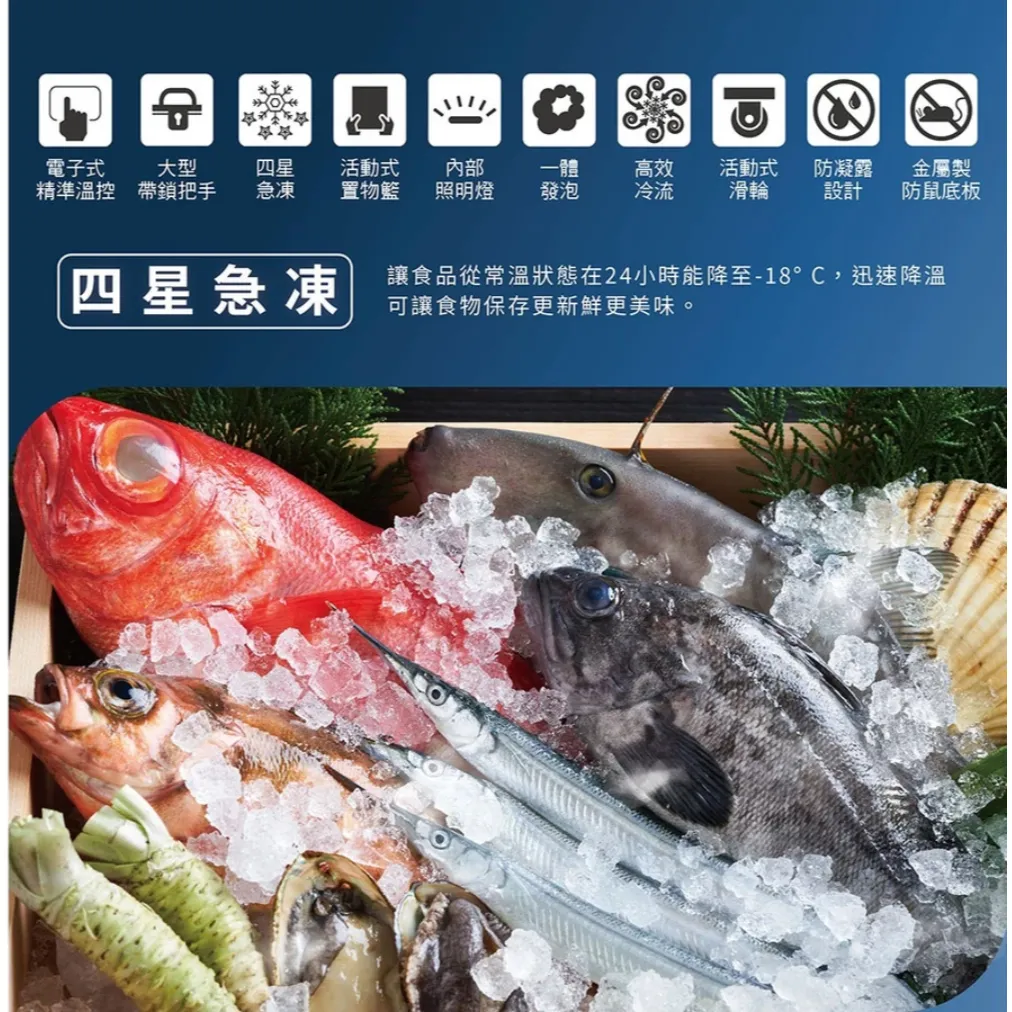 電子式
精準溫控
大型
帶鎖把手
四星
急凍
活動式
置物籃
內部
照明燈
一體
發泡
高效
冷流
活動式
滑輪
防凝露
設計
金屬製
防鼠底板
四星急凍
讓食品從常溫狀態在24小時能降至-18°C,迅速降溫
可讓食物保存更新鮮更美味。